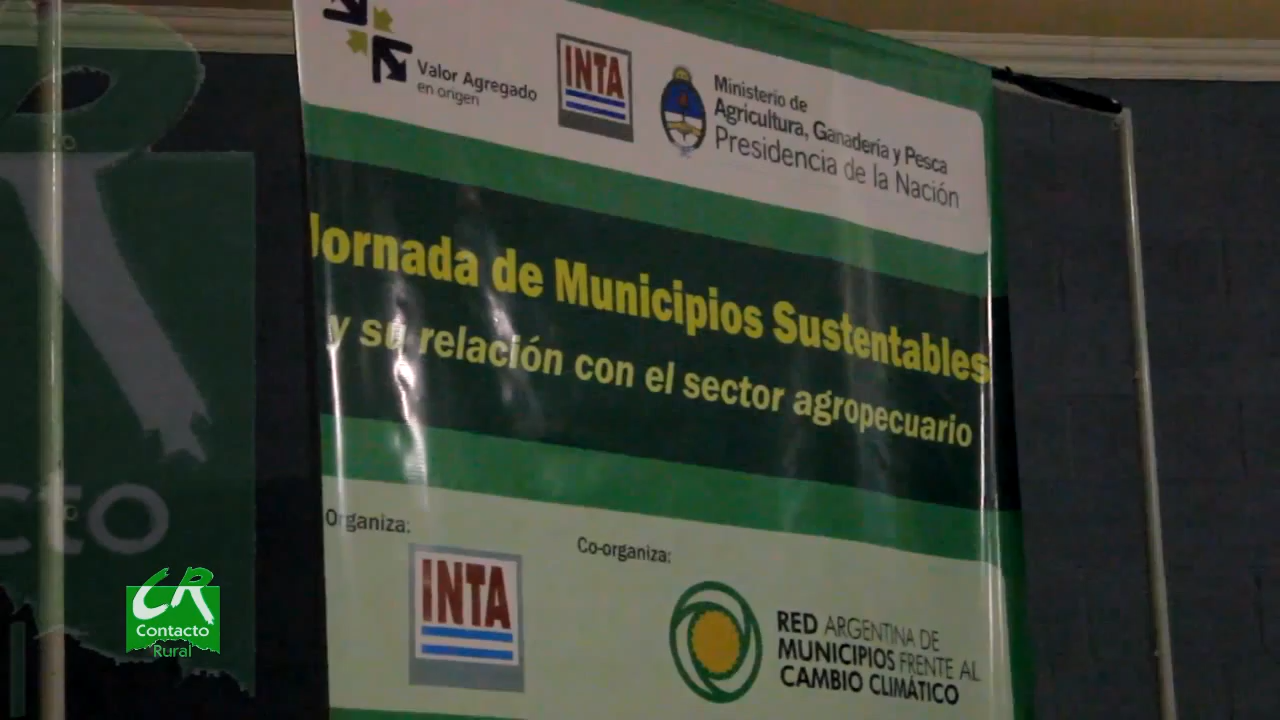 Valor Agregado
en origen
INTA
Ministerio de
Agricultura, Ganadería y Pesca
Presidencia de la Nación
Jornada de Municipios Sustentables
y su relación con el sector agropecuario
Organiza:
INTA
Co-organiza:
RED ARGENTINA DE
MUNICIPIOS FRENTE AL
CAMBIO CLIMÁTICO
cto
CR
Contacto
Rural